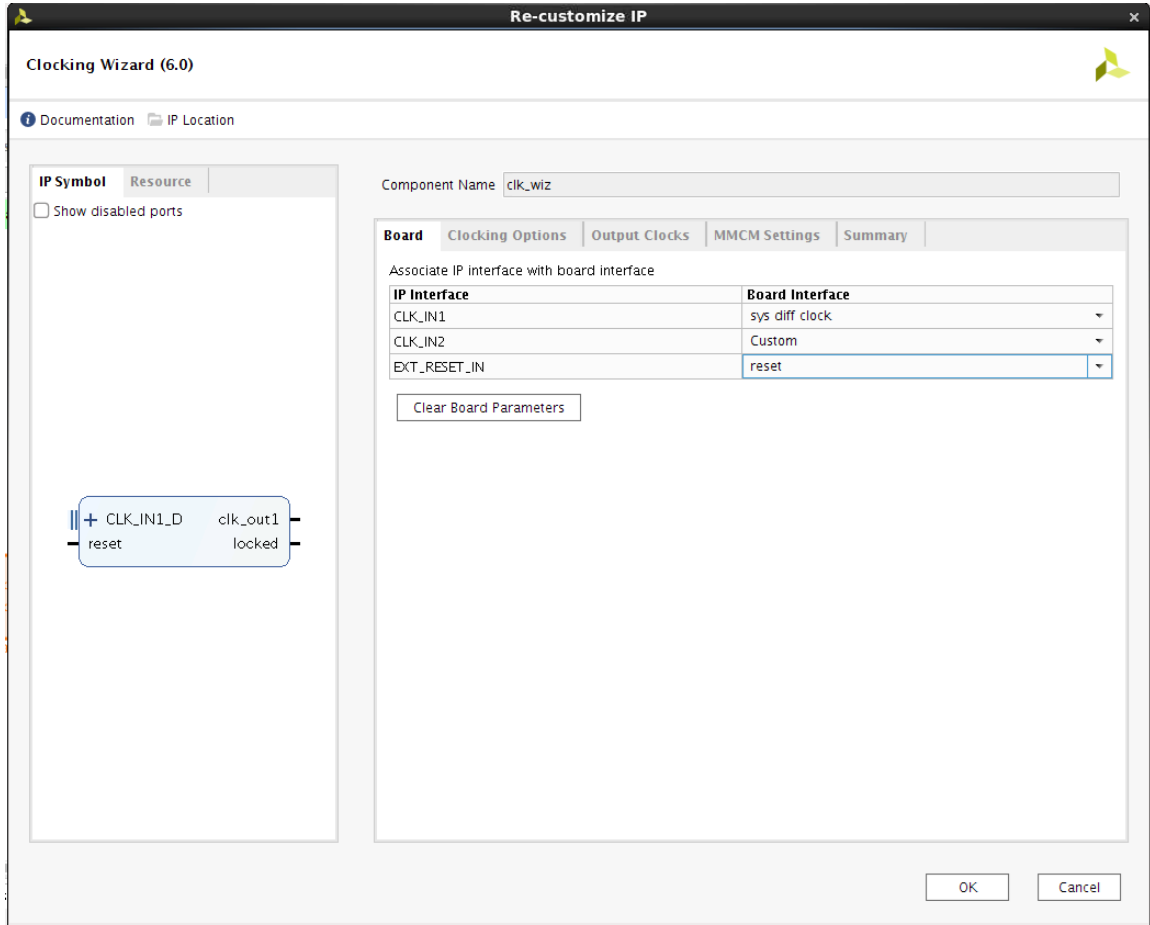 Re-customize IP
Clocking Wizard (6.0)
Documentation IP Location
IP Symbol Resource
Show disabled ports
CLK_IN1_D clk_out1
reset locked
Component Name clk_wiz
Board Clocking Options Output Clocks MMCM Settings Summary
Associate IP interface with board interface
IP Interface Board Interface
CLK_IN1 sys diff clock
CLK_IN2 Custom
EXT_RESET_IN reset
Clear Board Parameters
OK Cancel